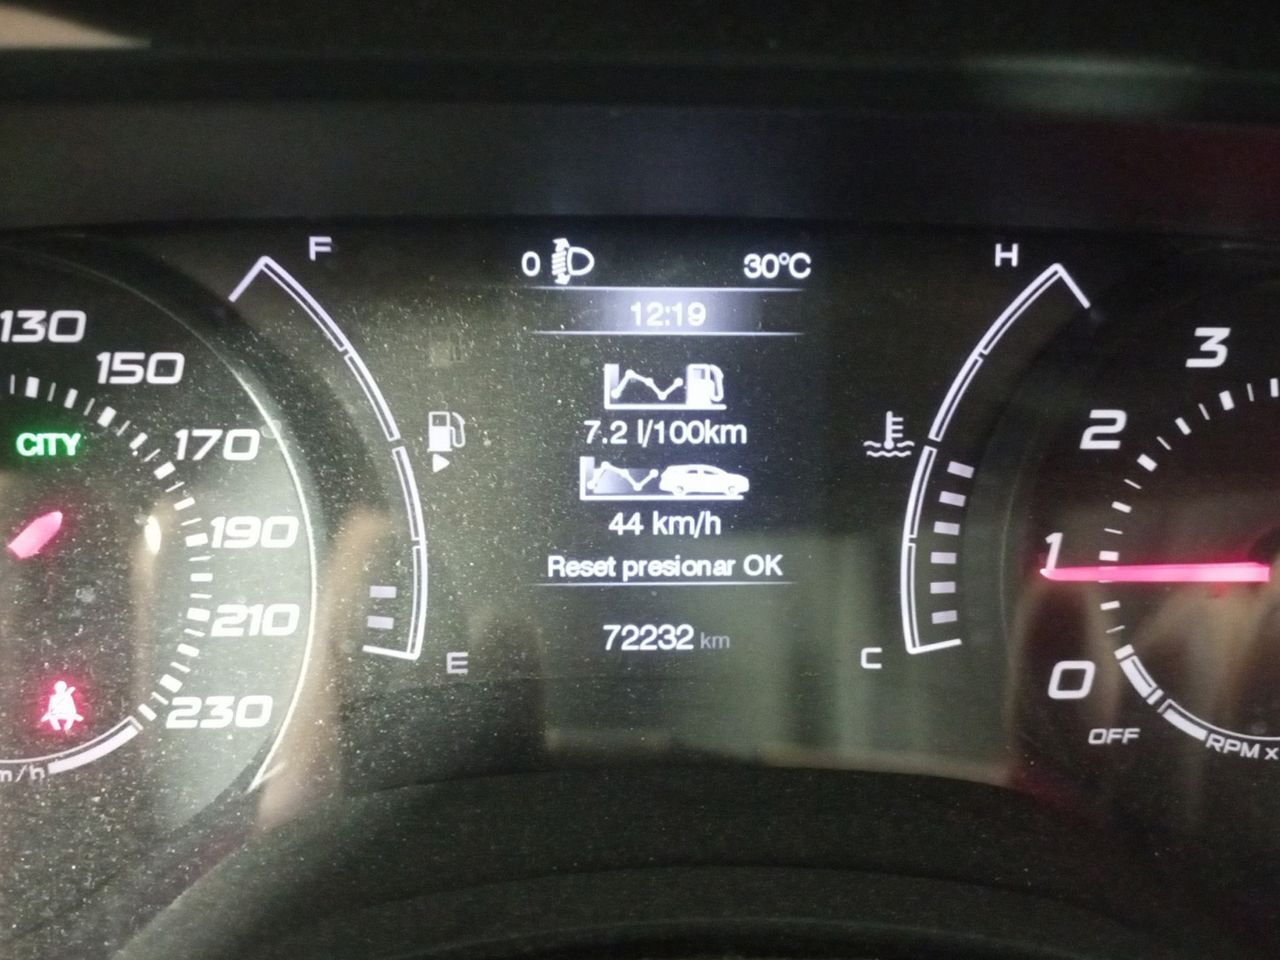 F
0
30°C
H
12:19
130
150
170
190
210
230
CITY
7.2 l/100km
44 km/h
Reset presionar OK
72232 km
E
C
3
2
1
0
OFF
RPM x
m/h